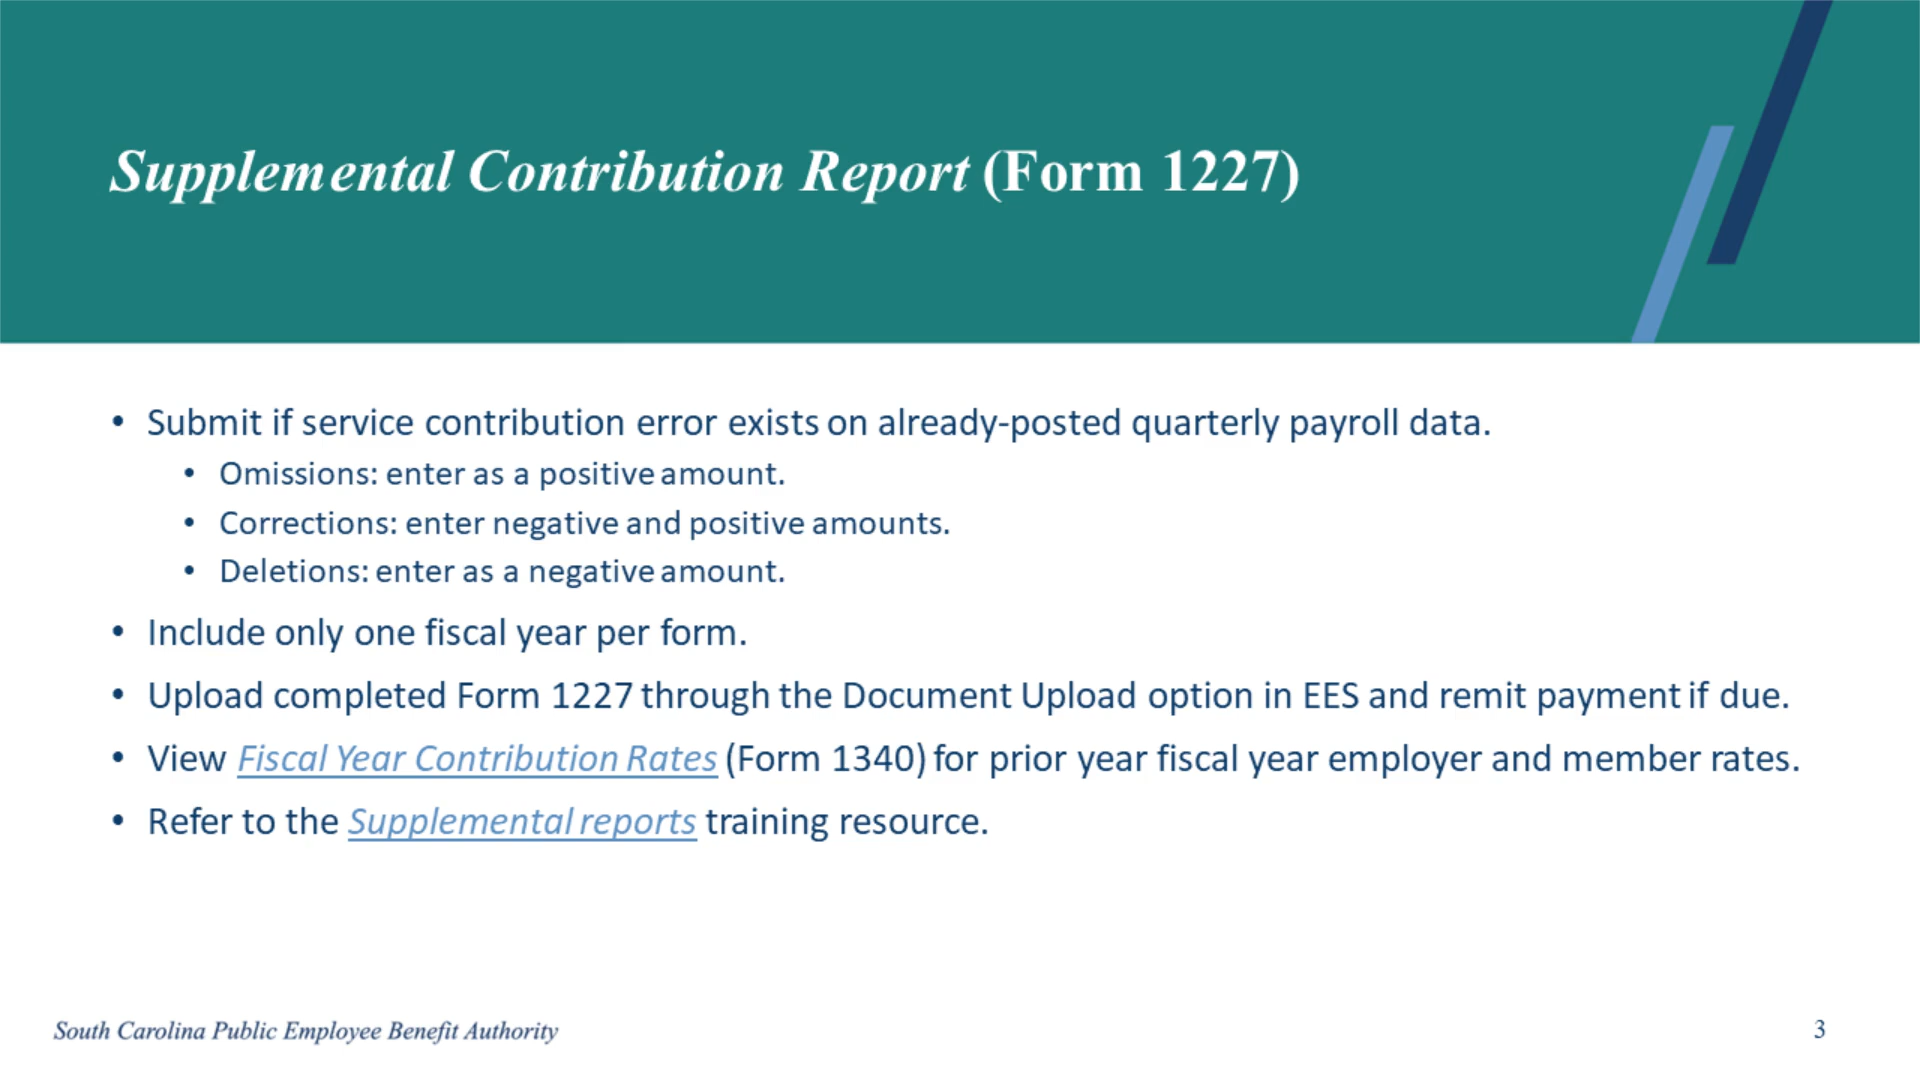 Supplemental Contribution Report (Form 1227)
• Submit if service contribution error exists on already-posted quarterly payroll data.
• Omissions: enter as a positive amount.
• Corrections: enter negative and positive amounts.
• Deletions: enter as a negative amount.
• Include only one fiscal year per form.
• Upload completed Form 1227 through the Document Upload option in EES and remit payment if due.
• View Fiscal Year Contribution Rates (Form 1340) for prior year fiscal year employer and member rates.
• Refer to the Supplemental reports training resource.
South Carolina Public Employee Benefit Authority
3